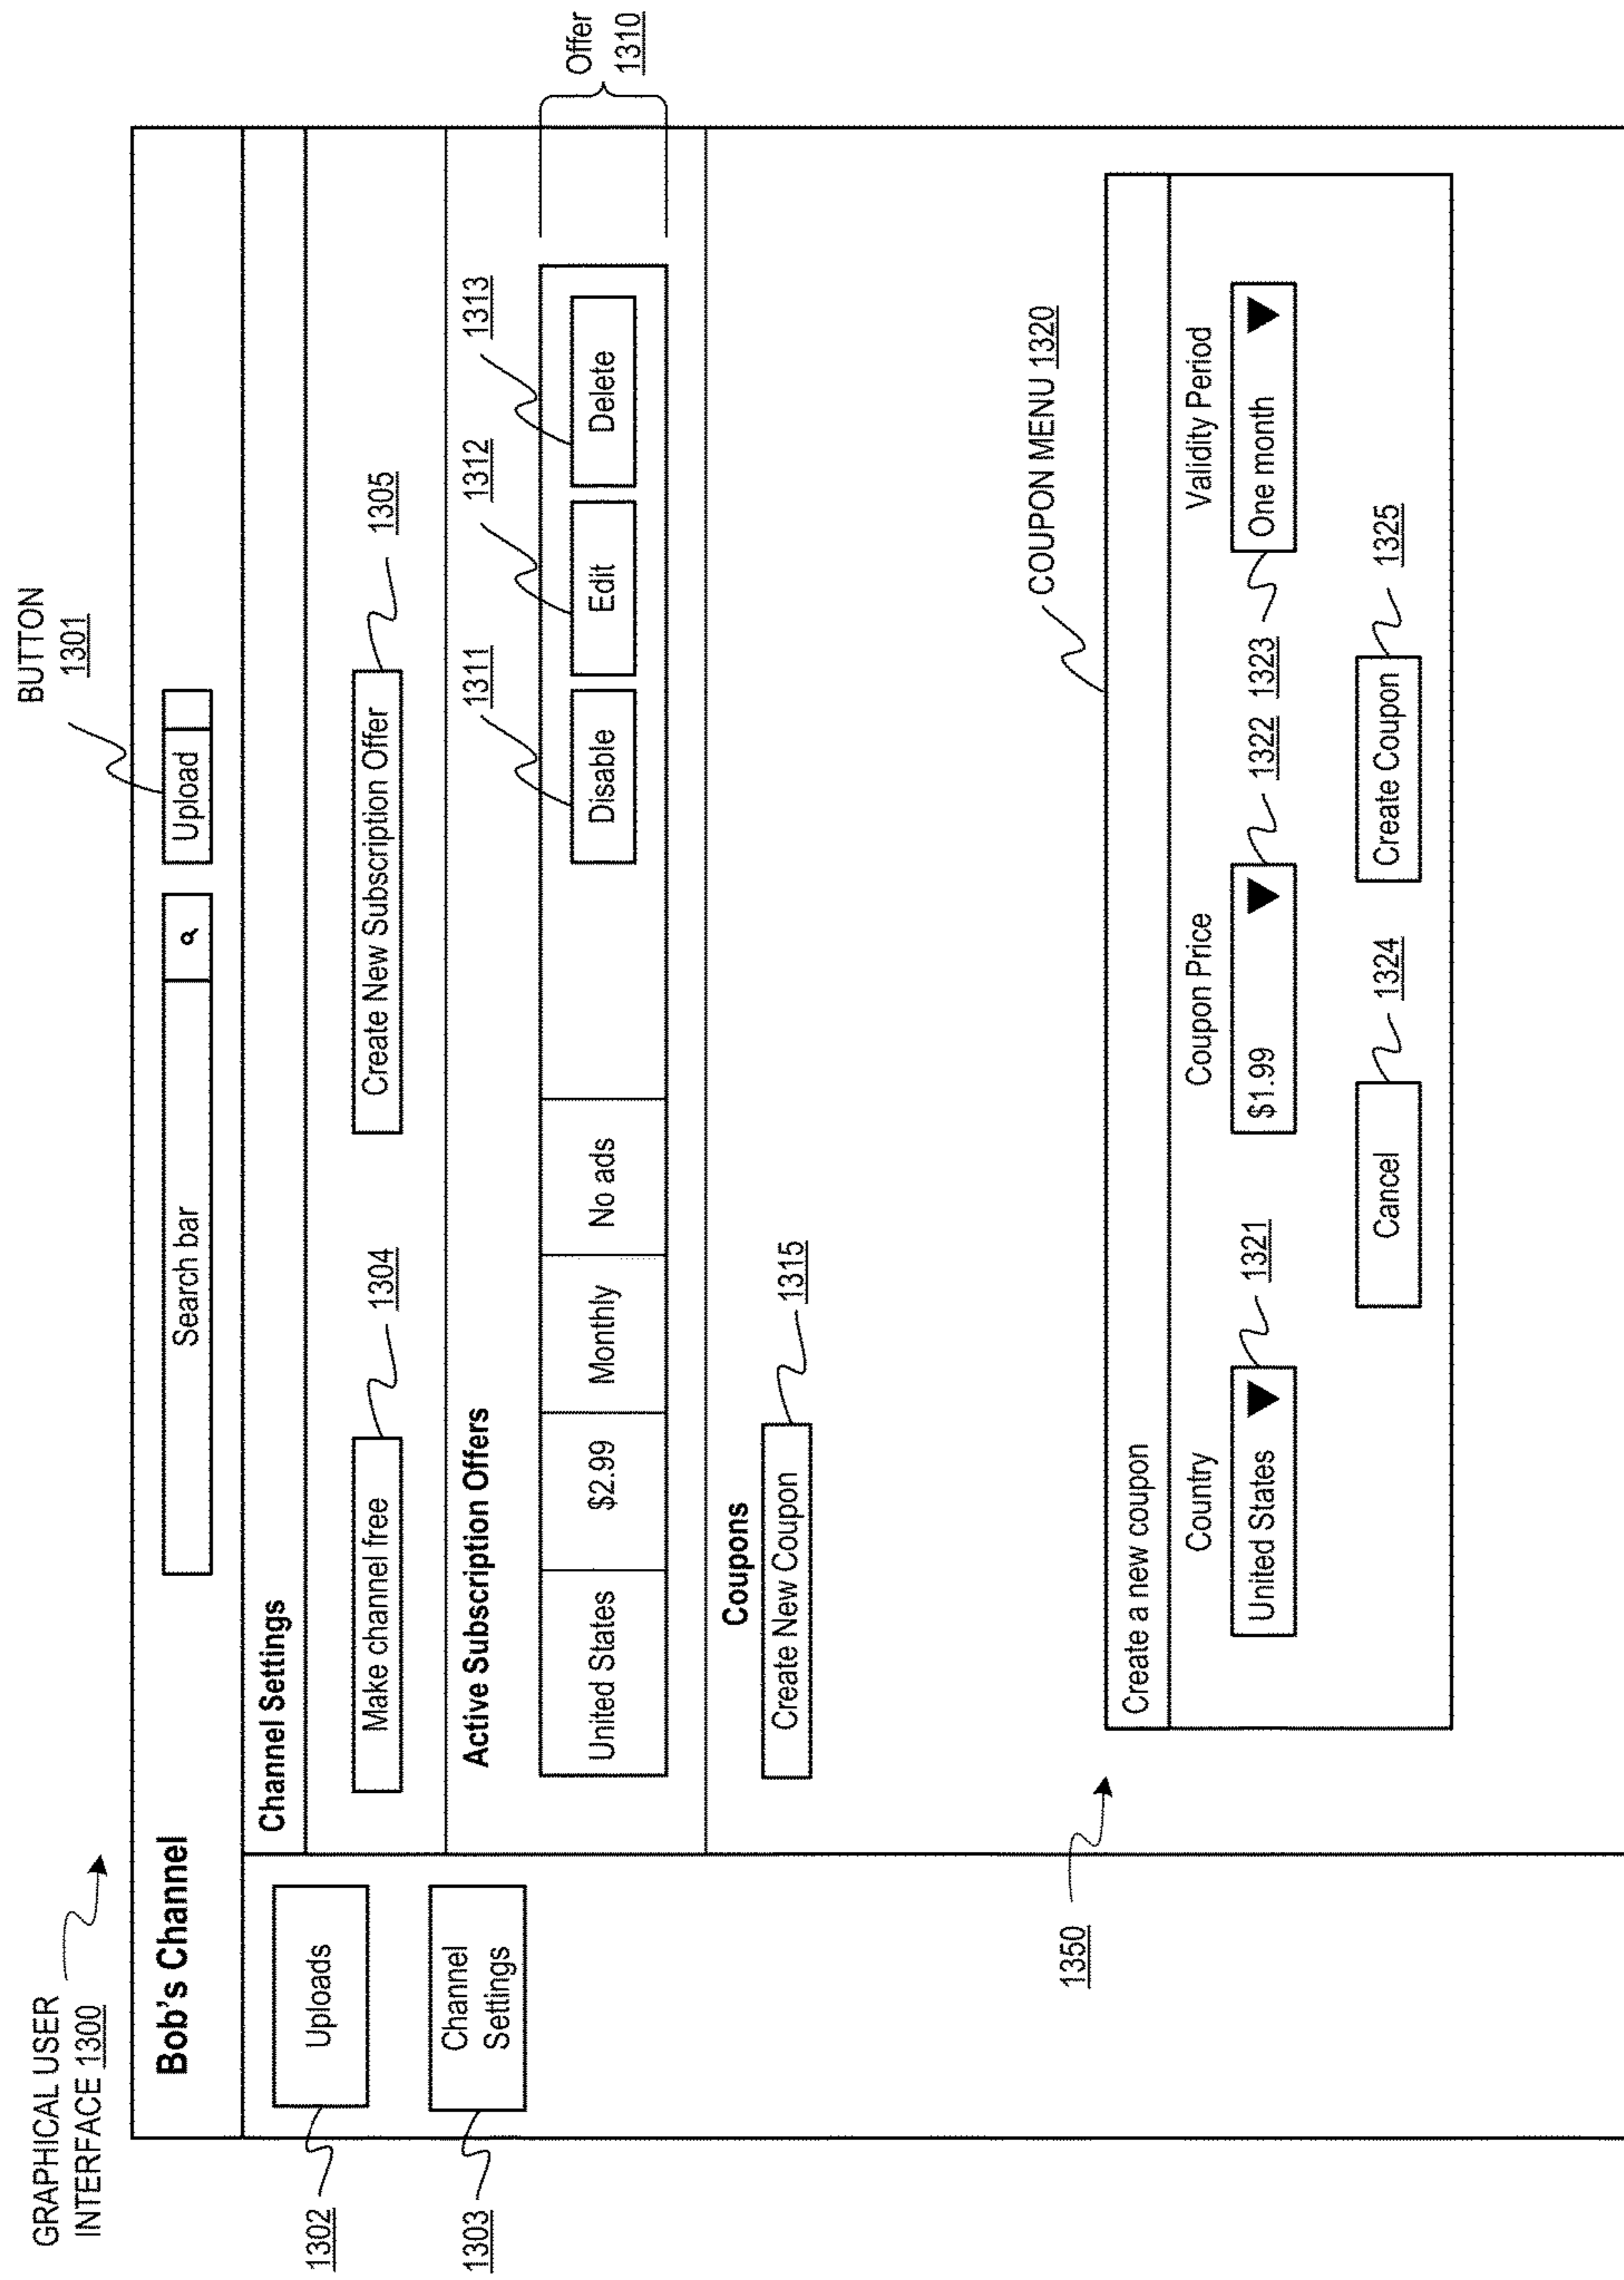 GRAPHICAL USER
INTERFACE 1300
BUTTON
1301
Bob's Channel
Search bar
Upload
1302
Uploads
1303
Channel
Settings
Channel Settings
Make channel free
1304
Create New Subscription Offer
1305
Active Subscription Offers
1311
1312
1313
United States
$2.99
Monthly
No ads
Disable
Edit
Delete
Offer
1310
Coupons
Create New Coupon
1315
COUPON MENU 1320
1350
Create a new coupon
Country
Coupon Price
Validity Period
United States
1321
$1.99
1322
1323
One month
Cancel
1324
Create Coupon
1325